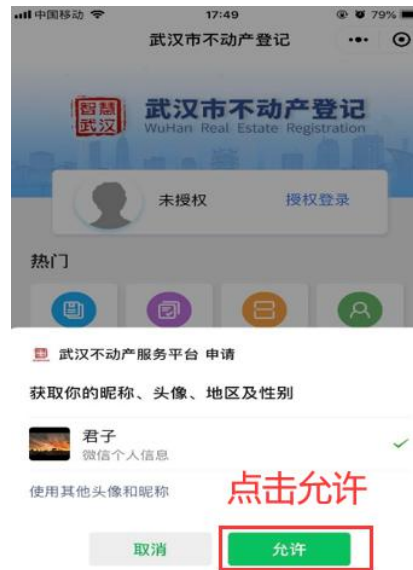 中国移动 17:49 79%
武汉市不动产登记
智慧
武汉
武汉市不动产登记
WuHan Real Estate Registration
未授权 授权登录
热门
武汉不动产服务平台 申请
获取你的昵称、头像、地区及性别
君子
微信个人信息
使用其他头像和昵称
点击允许
取消 允许